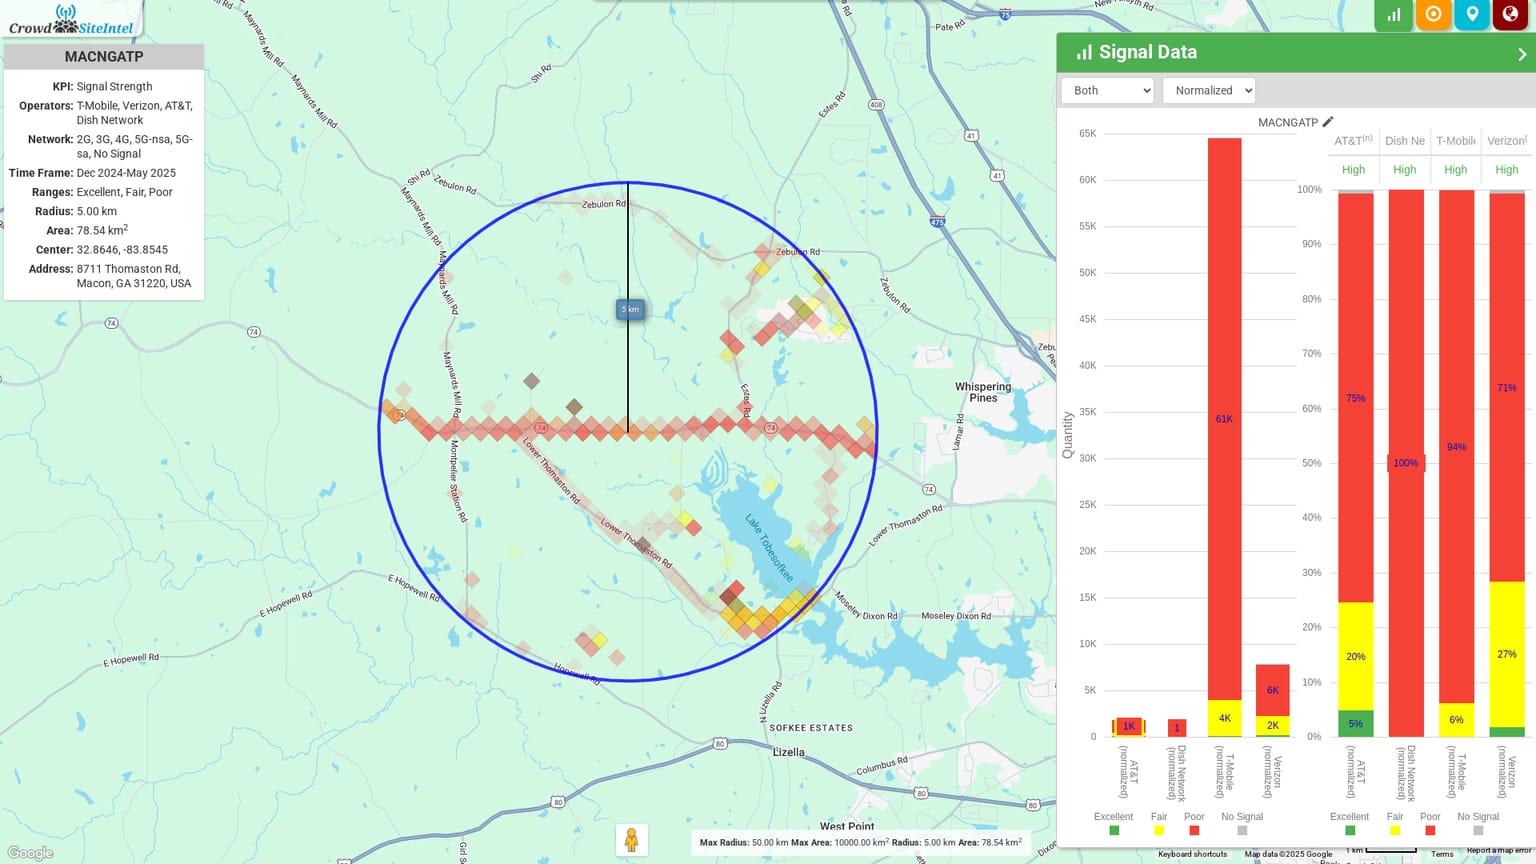 Crowd SiteIntel
MACNGATP
KPI: Signal Strength
Operators: T-Mobile, Verizon, AT&T,
Dish Network
Network: 2G, 3G, 4G, 5G-nsa, 5G-
sa, No Signal
Time Frame: Dec 2024-May 2025
Ranges: Excellent, Fair, Poor
Radius: 5.00 km
Area: 78.54 km²
Center: 32.8646, -83.8545
Address: 8711 Thomaston Rd,
Macon, GA 31220, USA
Maynards Mill Rd
Maynards Mill Rd
Shi Rd
Pate Rd
Estes Rd
75
408
41
41
475
Shi Rd
Zebulon Rd
Maynards Mill Rd
Maynards Mill Rd
Zebulon Rd
Zebulon Rd
Zebulon Rd
5 km
74
74
74
74
74
74
Maynards Mill Rd
Estes Rd
Whispering
Pines
Lamar Rd
Montpelier Station Rd
Lower Thomaston Rd
Lower Thomaston Rd
Lower Thomaston Rd
Lake Tobesofkee
E Hopewell Rd
E Hopewell Rd
E Hopewell Rd
Hopewell Rd
Moseley Dixon Rd
Moseley Dixon Rd
N Lizella Rd
SOFKEE ESTATES
Lizella
Columbus Rd
80
80
80
80
80
West Point
Google
Max Radius: 50.00 km Max Area: 10000.00 km² Radius: 5.00 km Area: 78.54 km²
Signal Data
Both
Normalized
MACNGATP
65K
60K
55K
50K
45K
40K
35K
30K
25K
20K
15K
10K
5K
0
Quantity
1K
1
61K
4K
6K
2K
AT&T (normalized)
Dish Network (normalized)
T-Mobile (normalized)
Verizon (normalized)
Excellent Fair Poor No Signal
AT&T(n) Dish Ne T-Mobile Verizon(
High High High High
100%
90%
80%
70%
60%
50%
40%
30%
20%
10%
0%
75%
20%
5%
100%
94%
6%
71%
27%
AT&T (normalized)
Dish Network (normalized)
T-Mobile (normalized)
Verizon (normalized)
Excellent Fair Poor No Signal
Keyboard shortcuts Map data ©2025 Google 1 km Terms Report a map error